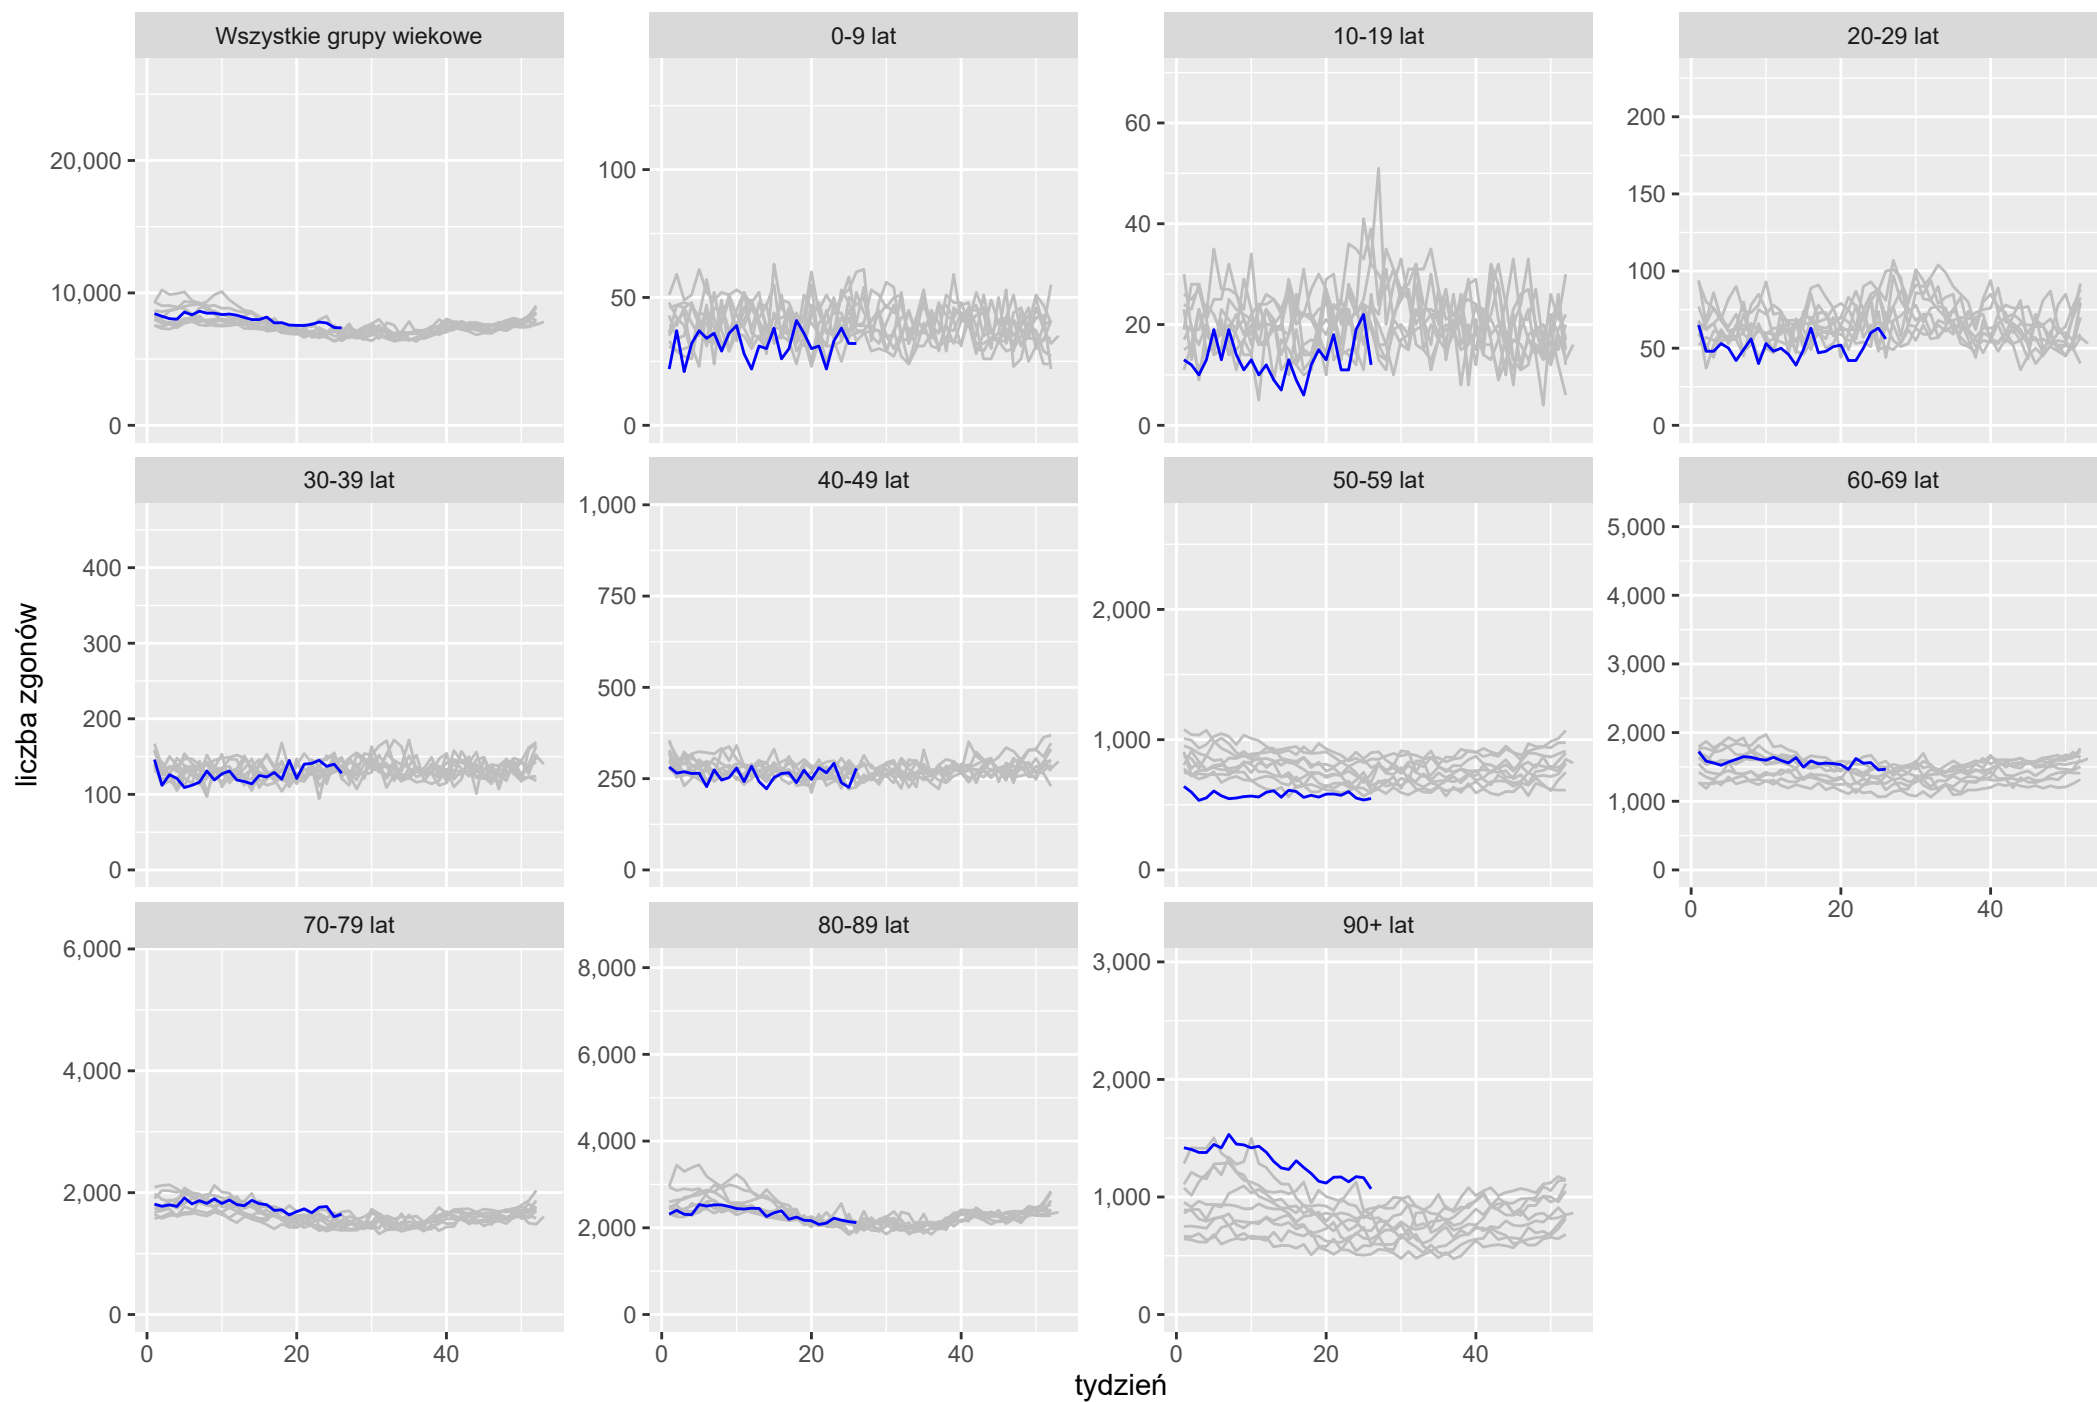 Wszystkie grupy wiekowe
0-9 lat
10-19 lat
20-29 lat
20,000
10,000
0
100
50
0
60
40
20
0
200
150
100
50
0
30-39 lat
40-49 lat
50-59 lat
60-69 lat
400
300
200
100
0
1,000
750
500
250
0
2,000
1,000
0
5,000
4,000
3,000
2,000
1,000
0
0 20 40
liczba zgonów
70-79 lat
80-89 lat
90+ lat
6,000
4,000
2,000
0
8,000
6,000
4,000
2,000
0
3,000
2,000
1,000
0
0 20 40
0 20 40
0 20 40
tydzień